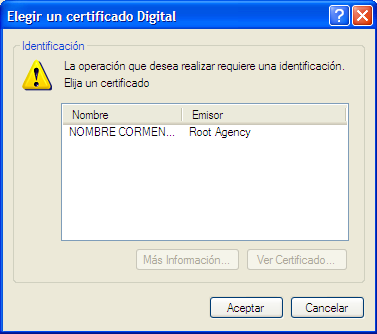 Elegir un certificado Digital
Identificación
La operación que desea realizar requiere una identificación.
Elija un certificado
Nombre Emisor
NOMBRE CORMEN... Root Agency
Más Información... Ver Certificado...
Aceptar Cancelar